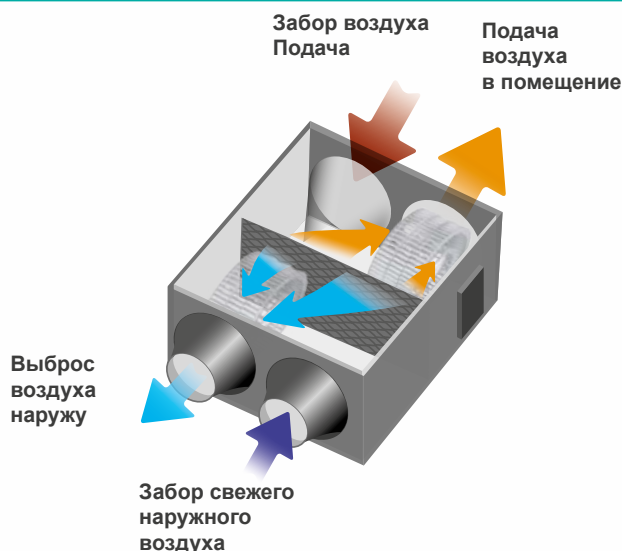 Забор воздуха
Подача
Подача
воздуха
в помещение
Выброс
воздуха
наружу
Забор свежего
наружного
воздуха